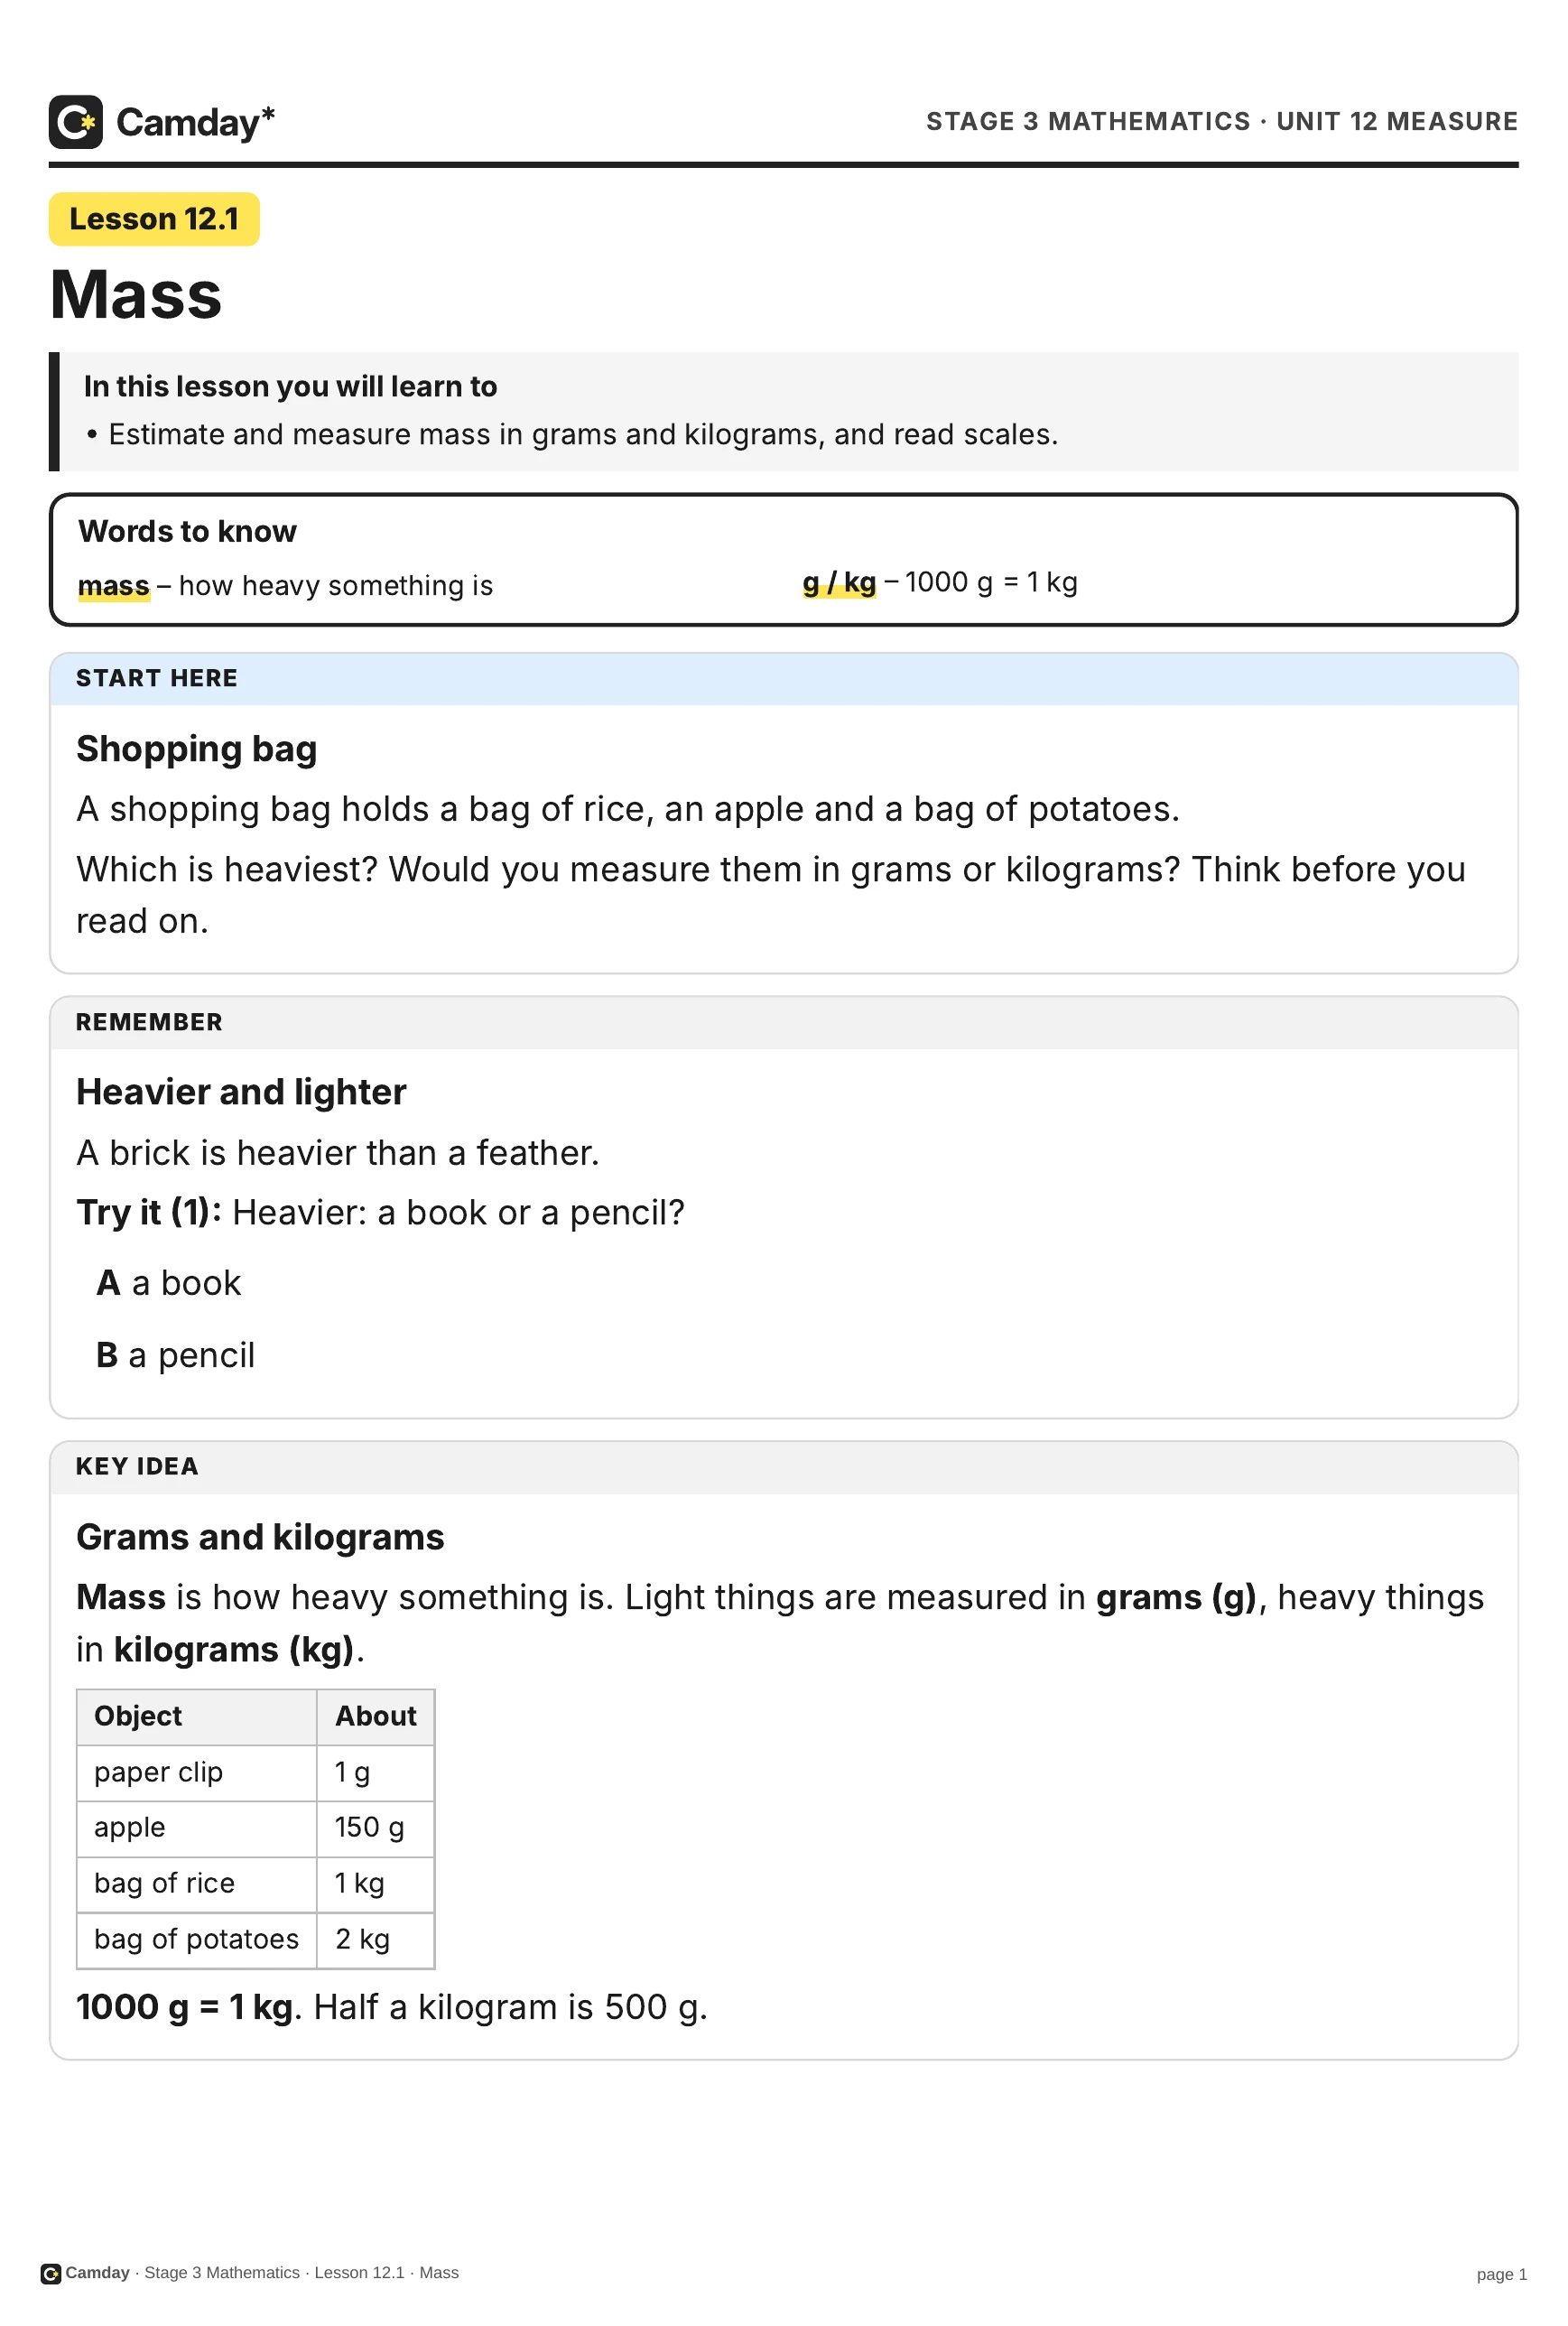 Camday*
STAGE 3 MATHEMATICS · UNIT 12 MEASURE
Lesson 12.1
Mass
In this lesson you will learn to
• Estimate and measure mass in grams and kilograms, and read scales.
Words to know
mass – how heavy something is
g / kg – 1000 g = 1 kg
START HERE
Shopping bag
A shopping bag holds a bag of rice, an apple and a bag of potatoes.
Which is heaviest? Would you measure them in grams or kilograms? Think before you
read on.
REMEMBER
Heavier and lighter
A brick is heavier than a feather.
Try it (1): Heavier: a book or a pencil?
A a book
B a pencil
KEY IDEA
Grams and kilograms
Mass is how heavy something is. Light things are measured in grams (g), heavy things
in kilograms (kg).
Object About
paper clip 1 g
apple 150 g
bag of rice 1 kg
bag of potatoes 2 kg
1000 g = 1 kg. Half a kilogram is 500 g.
Camday · Stage 3 Mathematics · Lesson 12.1 · Mass
page 1